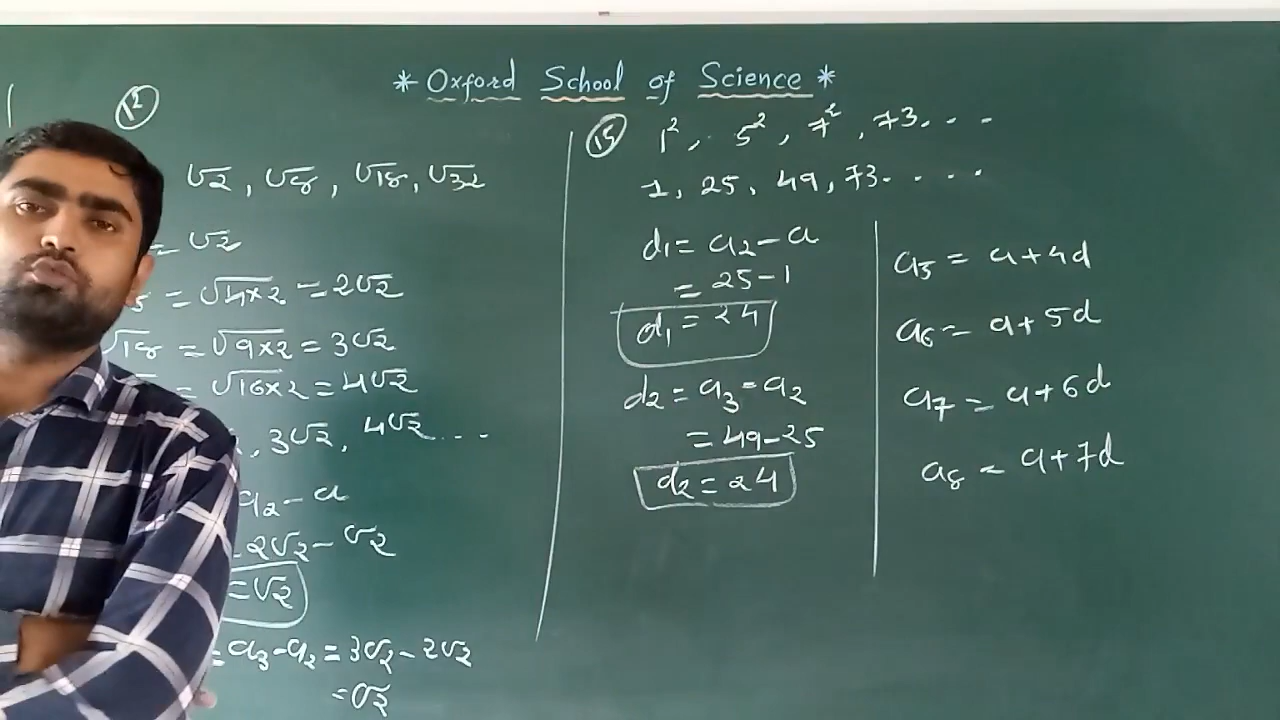 * Oxford School of Science *
(12)
√2, √8, √18, √32
= √2
= √4×2 = 2√2
√18 = √9×2 = 3√2
= √16×2 = 4√2
, 3√2, 4√2 ...
a₂ - a
2√2 - √2
= √2
= a₃ - a₂ = 3√2 - 2√2
= √2
(15) 1², 5², 7², 73. . .
1, 25, 49, 73. . . .
d₁ = a₂ - a
= 25 - 1
d₁ = 24
d₂ = a₃ - a₂
= 49 - 25
d₂ = 24
a₅ = a + 4d
a₆ = a + 5d
a₇ = a + 6d
a₈ = a + 7d